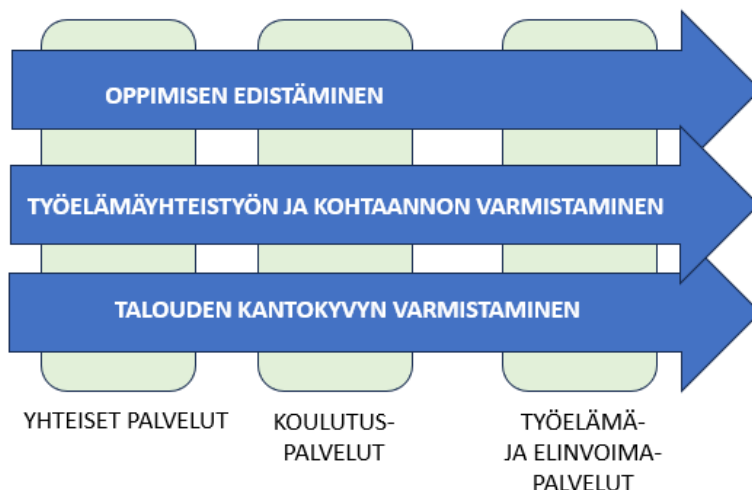 OPPIMISEN EDISTÄMINEN
TYÖELÄMÄYHTEISTYÖN JA KOHTAANNON VARMISTAMINEN
TALOUDEN KANTOKYVYN VARMISTAMINEN
YHTEISET PALVELUT
KOULUTUS-
PALVELUT
TYÖELÄMÄ-
JA ELINVOIMA-
PALVELUT